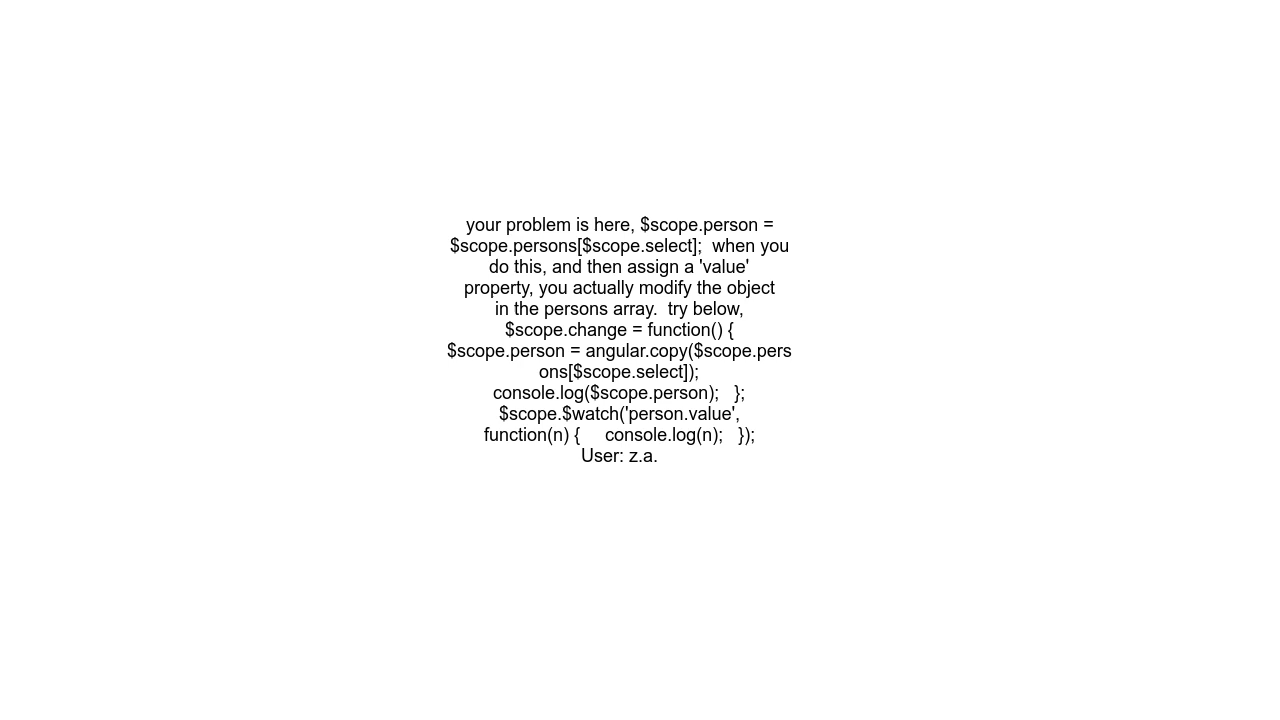 your problem is here, $scope.person =
$scope.persons[$scope.select];  when you
do this, and then assign a 'value'
property, you actually modify the object
in the persons array.  try below,
$scope.change = function() {
$scope.person = angular.copy($scope.pers
ons[$scope.select]);
console.log($scope.person);   };
$scope.$watch('person.value',
function(n) {     console.log(n);   });
User: z.a.